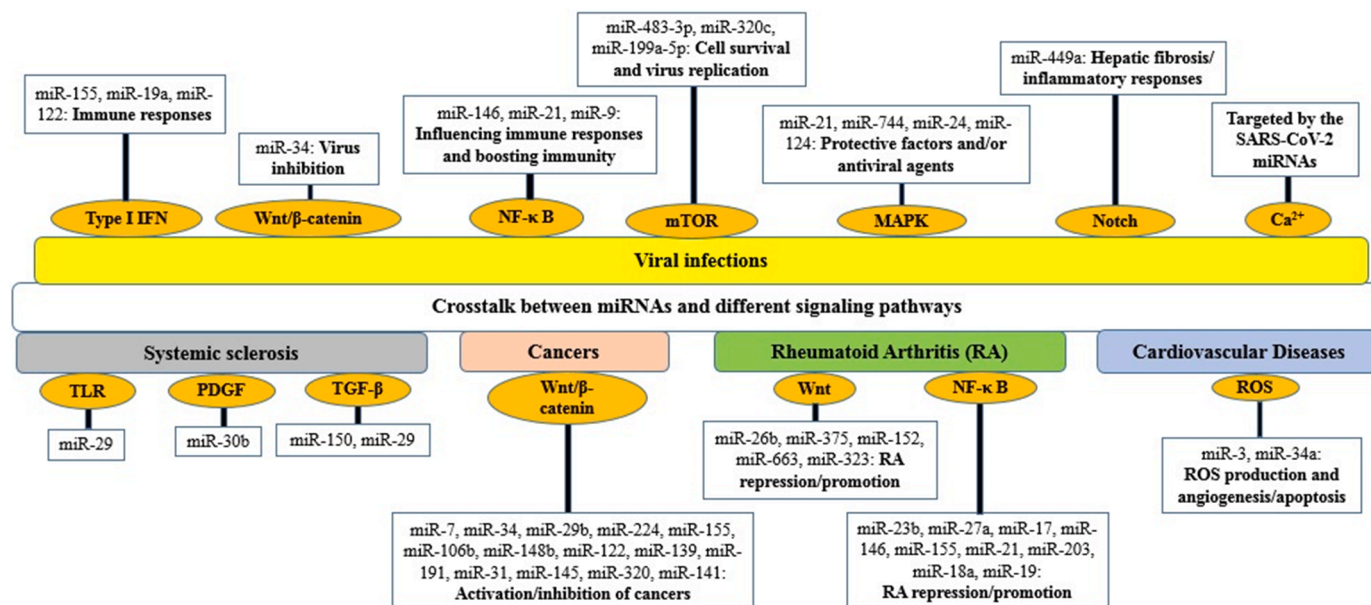 miR-155, miR-19a, miR-
122: Immune responses
Type I IFN
miR-34: Virus
inhibition
Wnt/β-catenin
miR-146, miR-21, miR-9:
Influencing immune responses
and boosting immunity
NF-κ B
miR-483-3p, miR-320c,
miR-199a-5p: Cell survival
and virus replication
mTOR
miR-21, miR-744, miR-24, miR-
124: Protective factors and/or
antiviral agents
MAPK
miR-449a: Hepatic fibrosis/
inflammatory responses
Notch
Targeted by the
SARS-CoV-2
miRNAs
Ca²⁺
Viral infections
Crosstalk between miRNAs and different signaling pathways
Systemic sclerosis
TLR
miR-29
PDGF
miR-30b
TGF-β
miR-150, miR-29
Cancers
Wnt/β-
catenin
miR-7, miR-34, miR-29b, miR-224, miR-155,
miR-106b, miR-148b, miR-122, miR-139, miR-
191, miR-31, miR-145, miR-320, miR-141:
Activation/inhibition of cancers
Rheumatoid Arthritis (RA)
Wnt
miR-26b, miR-375, miR-152,
miR-663, miR-323: RA
repression/promotion
NF-κ B
miR-23b, miR-27a, miR-17, miR-
146, miR-155, miR-21, miR-203,
miR-18a, miR-19:
RA repression/promotion
Cardiovascular Diseases
ROS
miR-3, miR-34a:
ROS production and
angiogenesis/apoptosis